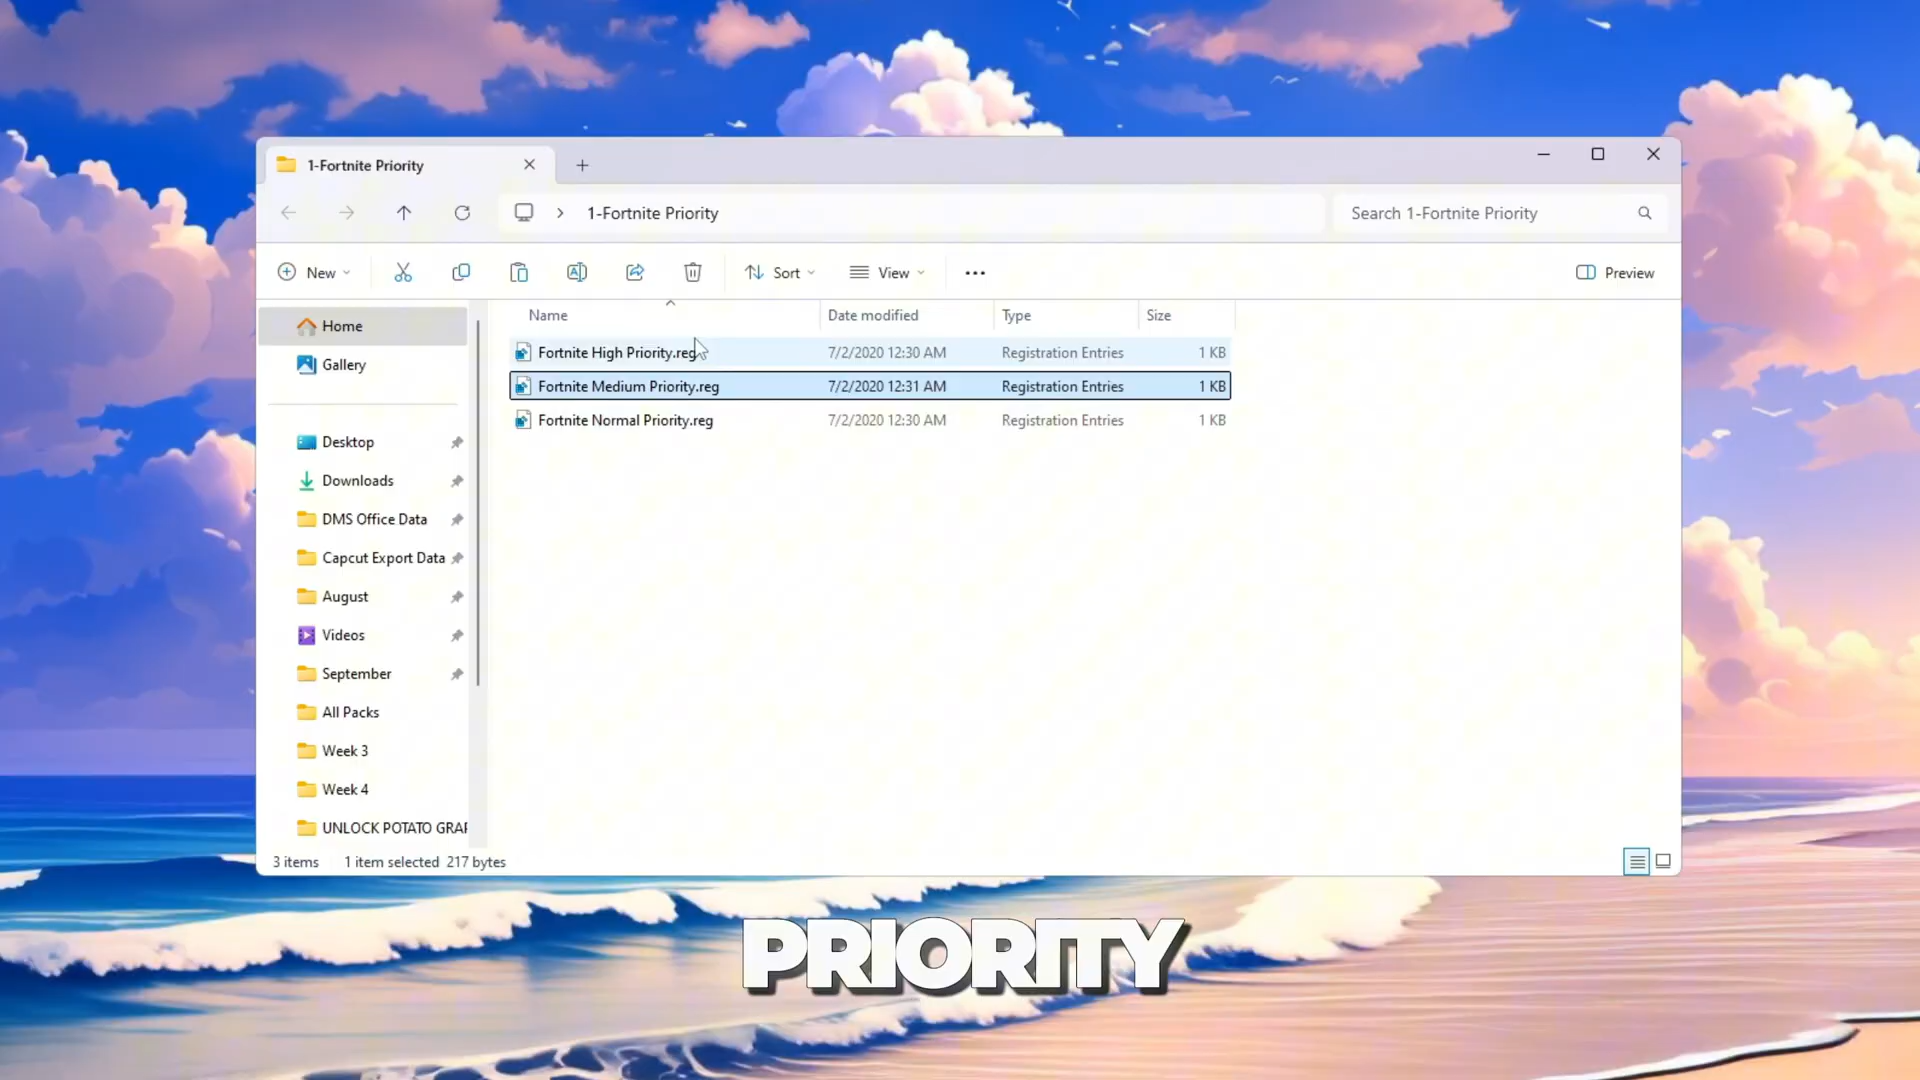 1-Fortnite Priority
1-Fortnite Priority
Search 1-Fortnite Priority
New
Sort
View
Preview
Name Date modified Type Size
Fortnite High Priority.reg 7/2/2020 12:30 AM Registration Entries 1 KB
Fortnite Medium Priority.reg 7/2/2020 12:31 AM Registration Entries 1 KB
Fortnite Normal Priority.reg 7/2/2020 12:30 AM Registration Entries 1 KB
Home
Gallery
Desktop
Downloads
DMS Office Data
Capcut Export Data
August
Videos
September
All Packs
Week 3
Week 4
UNLOCK POTATO GRAF
3 items 1 item selected 217 bytes
PRIORITY